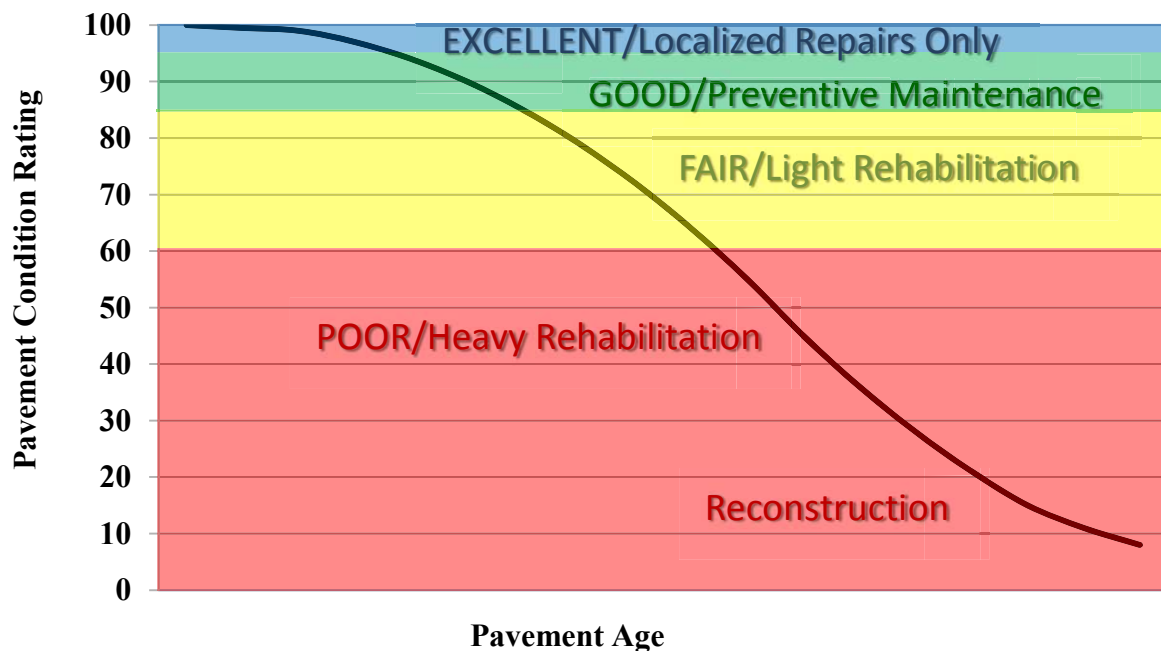 Pavement Condition Rating
100
90
80
70
60
50
40
30
20
10
0
EXCELLENT/Localized Repairs Only
GOOD/Preventive Maintenance
FAIR/Light Rehabilitation
POOR/Heavy Rehabilitation
Reconstruction
Pavement Age